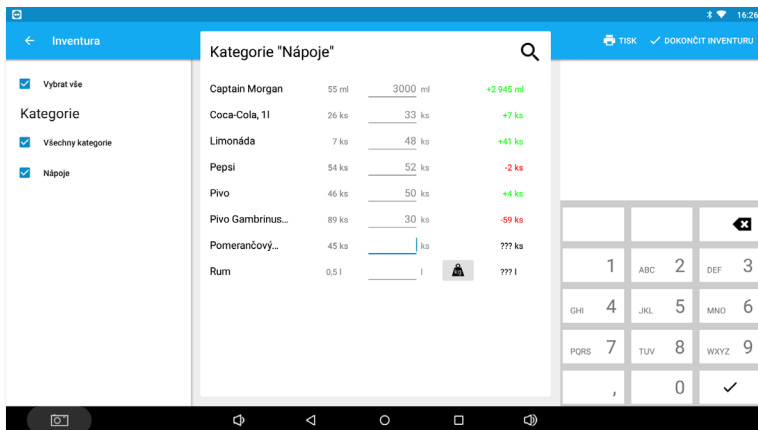 16:26
Inventura
TISK
DOKONČIT INVENTURU
Vybrat vše
Kategorie
Všechny kategorie
Nápoje
Kategorie "Nápoje"
Captain Morgan 55 ml 3000 ml +2 945 ml
Coca-Cola, 1l 26 ks 33 ks +7 ks
Limonáda 7 ks 48 ks +41 ks
Pepsi 54 ks 52 ks -2 ks
Pivo 46 ks 50 ks +4 ks
Pivo Gambrinus... 89 ks 30 ks -59 ks
Pomerančový... 45 ks ks ??? ks
Rum 0,5 l l kg ??? l
1 ABC 2 DEF 3
GHI 4 JKL 5 MNO 6
PQRS 7 TUV 8 WXYZ 9
, 0